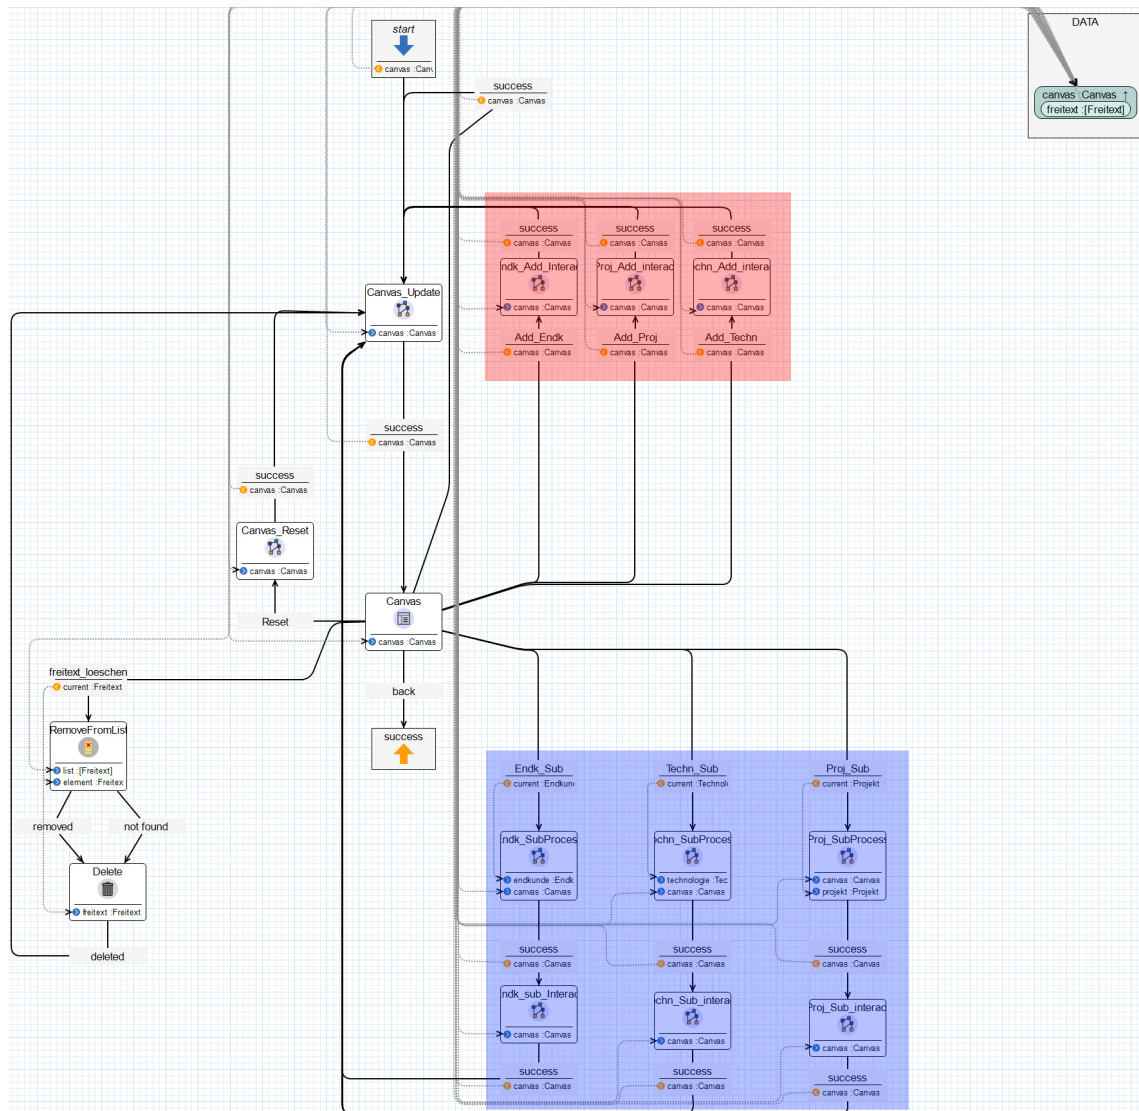 start
canvas :Can
DATA
canvas :Canvas ↑
freitext :[Freitext]
success
canvas :Canvas
success
canvas :Canvas
success
canvas :Canvas
success
canvas :Canvas
ndk_Add_Interac
canvas :Canvas
Proj_Add_interac
canvas :Canvas
chn_Add_interac
canvas :Canvas
Canvas_Update
canvas :Canvas
Add_Endk
canvas :Canvas
Add_Proj
canvas :Canvas
Add_Techn
canvas :Canvas
success
canvas :Canvas
success
canvas :Canvas
Canvas_Reset
canvas :Canvas
Reset
Canvas
canvas :Canvas
freitext_loeschen
current :Freitext
back
success
RemoveFromList
list :[Freitext]
element :Freitex
removed
not found
Delete
freitext :Freitext
deleted
Endk_Sub
current :Endkun
Techn_Sub
current :Technol
Proj_Sub
current :Projekt
ndk_SubProces
endkunde :Endk
canvas :Canvas
echn_SubProces
technologie :Tec
canvas :Canvas
Proj_SubProcess
canvas :Canvas
projekt :Projekt
success
canvas :Canvas
success
canvas :Canvas
success
canvas :Canvas
ndk_sub_Interac
canvas :Canvas
chn_Sub_interac
canvas :Canvas
Proj_Sub_interac
canvas :Canvas
success
canvas :Canvas
success
canvas :Canvas
success
canvas :Canvas